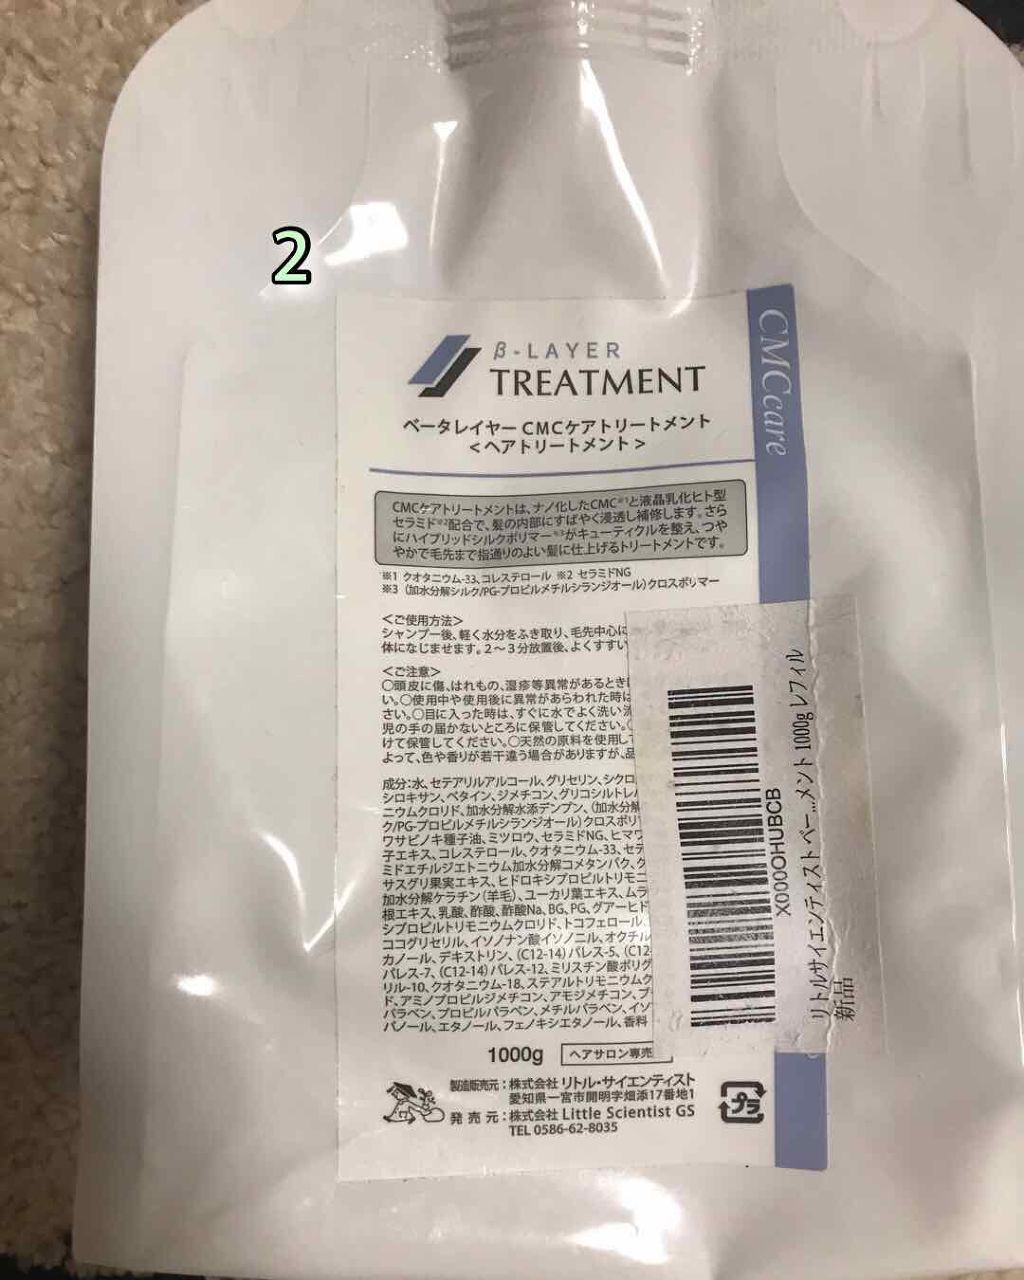 2
β-LAYER
TREATMENT
CMCcare
ベータレイヤー CMCケアトリートメント
<ヘアトリートメント>
CMCケアトリートメントは、ナノ化したCMC※1と液晶乳化ヒト型
セラミド※2配合で、髪の内部にすばやく浸透し補修します。さら
にハイブリッドシルクポリマー※3がキューティクルを整え、つや
やかで毛先まで指通りのよい髪に仕上げるトリートメントです。
※1 クオタニウム-33、コレステロール ※2 セラミドNG
※3 (加水分解シルク/PG-プロピルメチルシランジオール)クロスポリマー
<ご使用方法>
シャンプー後、軽く水分をふき取り、毛先中心に
体になじませます。2～3分放置後、よくすすい
<ご注意>
○頭皮に傷、はれもの、湿疹等異常があるとき
い。○使用中や使用後に異常があらわれた時に
さい。○目に入った時は、すぐに水でよく洗い
児の手の届かないところに保管してください。
けて保管してください。○天然の原料を使用し
よって、色や香りが若干違う場合がありますが、品
成分:水、セテアリルアルコール、グリセリン、シクロ
シロキサン、ベタイン、ジメチコン、グリコシルトレハ
ニウムクロリド、加水分解水添デンプン、(加水分解
ク/PG-プロピルメチルシランジオール)クロスポリ
ワサビノキ種子油、ミツロウ、セラミドNG、ヒマワ
子エキス、コレステロール、クオタニウム-33、セテ
ミドエチルジエトニウム加水分解コメタンパク、ク
サスグリ果実エキス、ヒドロキシプロピルトリモニ
加水分解ケラチン(羊毛)、ユーカリ葉エキス、ムラ
根エキス、乳酸、酢酸、酢酸Na、BG、PG、グアーヒド
シプロピルトリモニウムクロリド、トコフェロール、
ココグリセリル、イソノナン酸イソノニル、オクチル
カノール、デキストリン、(C12-14)パレス-5、(C12
パレス-7、(C12-14)パレス-12、ミリスチン酸ポリグ
リル-10、クオタニウム-18、ステアルトリモニウムク
ド、アミノプロピルジメチコン、アモジメチコン、ブ
パラベン、プロピルパラベン、メチルパラベン、イソ
パノール、エタノール、フェノキシエタノール、香料
1000g ヘアサロン専売
製造販売元:株式会社 リトル・サイエンティスト
愛知県一宮市開明字畑添17番地1
発売元:株式会社 Little Scientist GS
TEL 0586-62-8035
プラ
X000OHUBCB
リトルサイエンティスト ベー...メント 1000g レフィル
新品